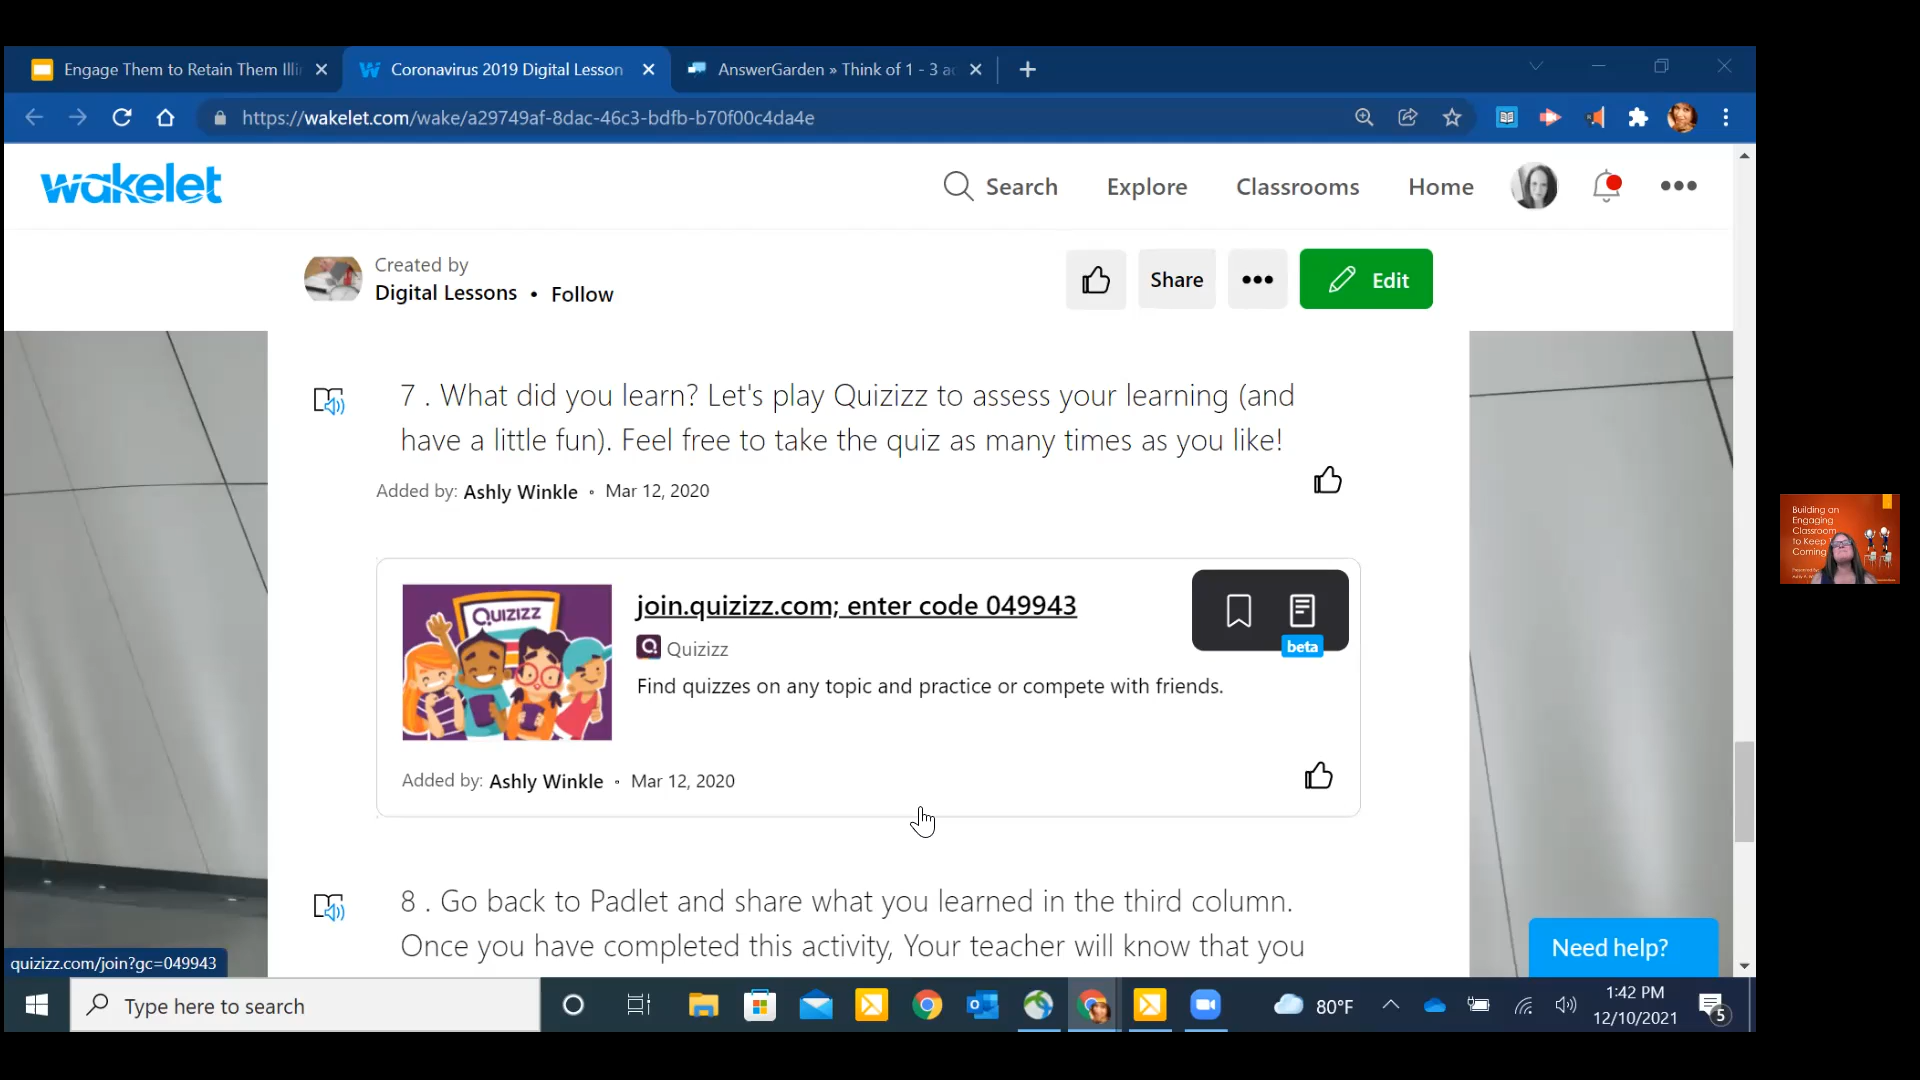 Engage Them to Retain Them Illi
Coronavirus 2019 Digital Lesson
AnswerGarden » Think of 1 - 3 a
https://wakelet.com/wake/a29749af-8dac-46c3-bdfb-b70f00c4da4e
wakelet
Search
Explore
Classrooms
Home
Created by
Digital Lessons • Follow
Share
Edit
7 . What did you learn? Let's play Quizizz to assess your learning (and
have a little fun). Feel free to take the quiz as many times as you like!
Added by: Ashly Winkle • Mar 12, 2020
QUIZIZZ
join.quizizz.com; enter code 049943
Quizizz
beta
Find quizzes on any topic and practice or compete with friends.
Added by: Ashly Winkle • Mar 12, 2020
8 . Go back to Padlet and share what you learned in the third column.
Once you have completed this activity, Your teacher will know that you
Need help?
quizizz.com/join?gc=049943
Type here to search
80°F
1:42 PM
12/10/2021
5
Building an
Engaging
Classroom
to Keep
Coming